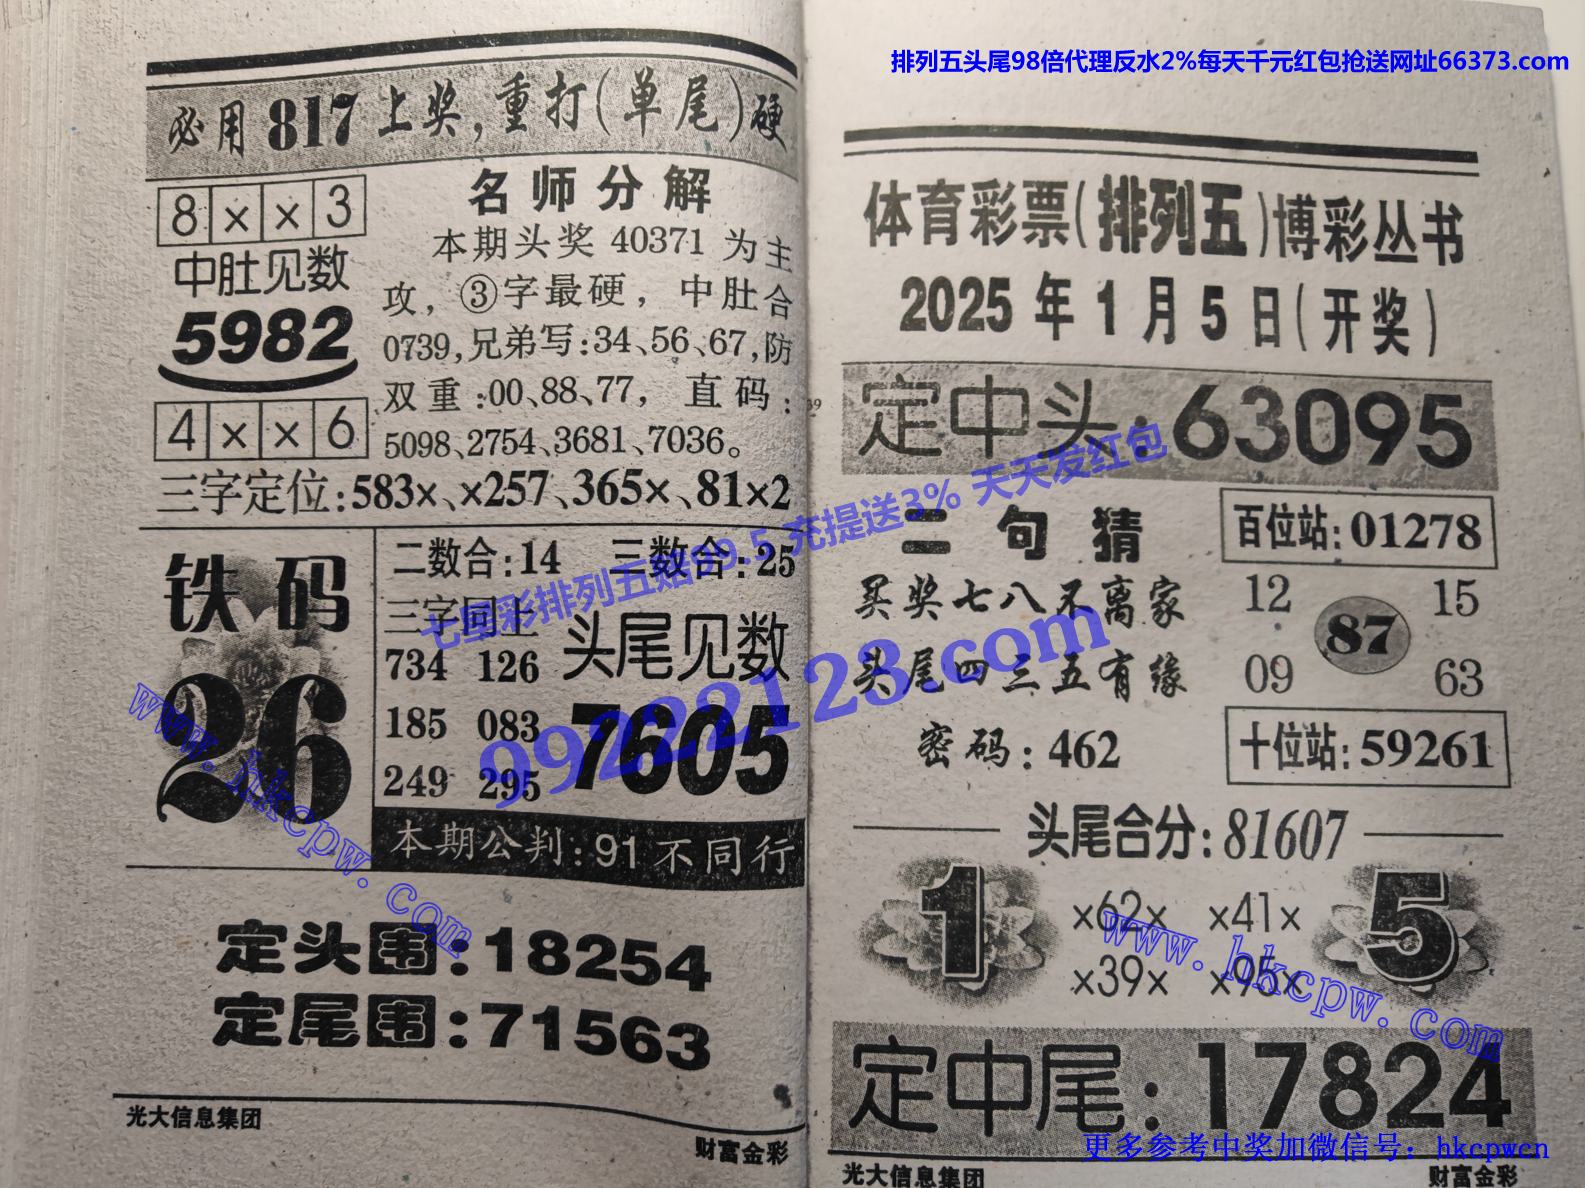 排列五头尾98倍代理反水2%每天千元红包抢送网址66373.com
必用817上奖,重打(单尾)硬
8××3
中肚见数
5982
4××6
名师分解
本期头奖40371为主
攻,③字最硬,中肚合
0739,兄弟写:34、56、67,防
双重:00、88、77,直码:
5098、2754、3681、7036。
三字定位:583×、×257、365×、81×2
铁码
26
二数合:14 三数合:25
三字同上
734 126
185 083
249 295
头尾见数
7605
本期公判:91不同行
定头围:18254
定尾围:71563
光大信息集团
财富金彩
体育彩票(排列五)博彩丛书
2025年1月5日(开奖)
定中头:63095
二句猜
买奖七八不离家
头尾四三五有缘
密码:462
百位站:01278
12 15
87
09 63
十位站:59261
头尾合分:81607
1
×62× ×41×
×39× ×95×
5
定中尾:17824
光大信息集团
财富金彩
七星彩排列五赔99.5 充提送3% 天天发红包
99222123.com
www.hkcpw.com
www.hkcpw.com
更多参考中奖加微信号:hkcpwcn